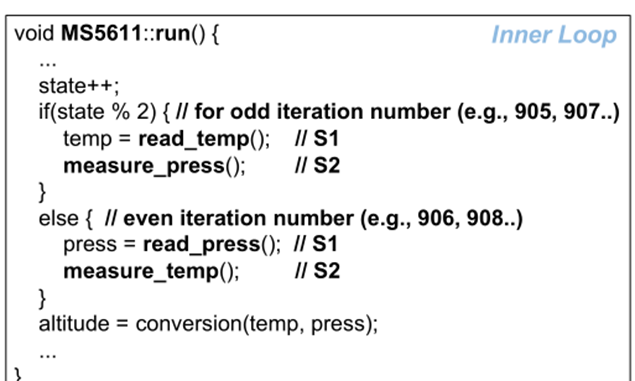 void MS5611::run() { Inner Loop
...
state++;
if(state % 2) { // for odd iteration number (e.g., 905, 907..)
temp = read_temp(); // S1
measure_press(); // S2
}
else { // even iteration number (e.g., 906, 908..)
press = read_press(); // S1
measure_temp(); // S2
}
altitude = conversion(temp, press);
...
}